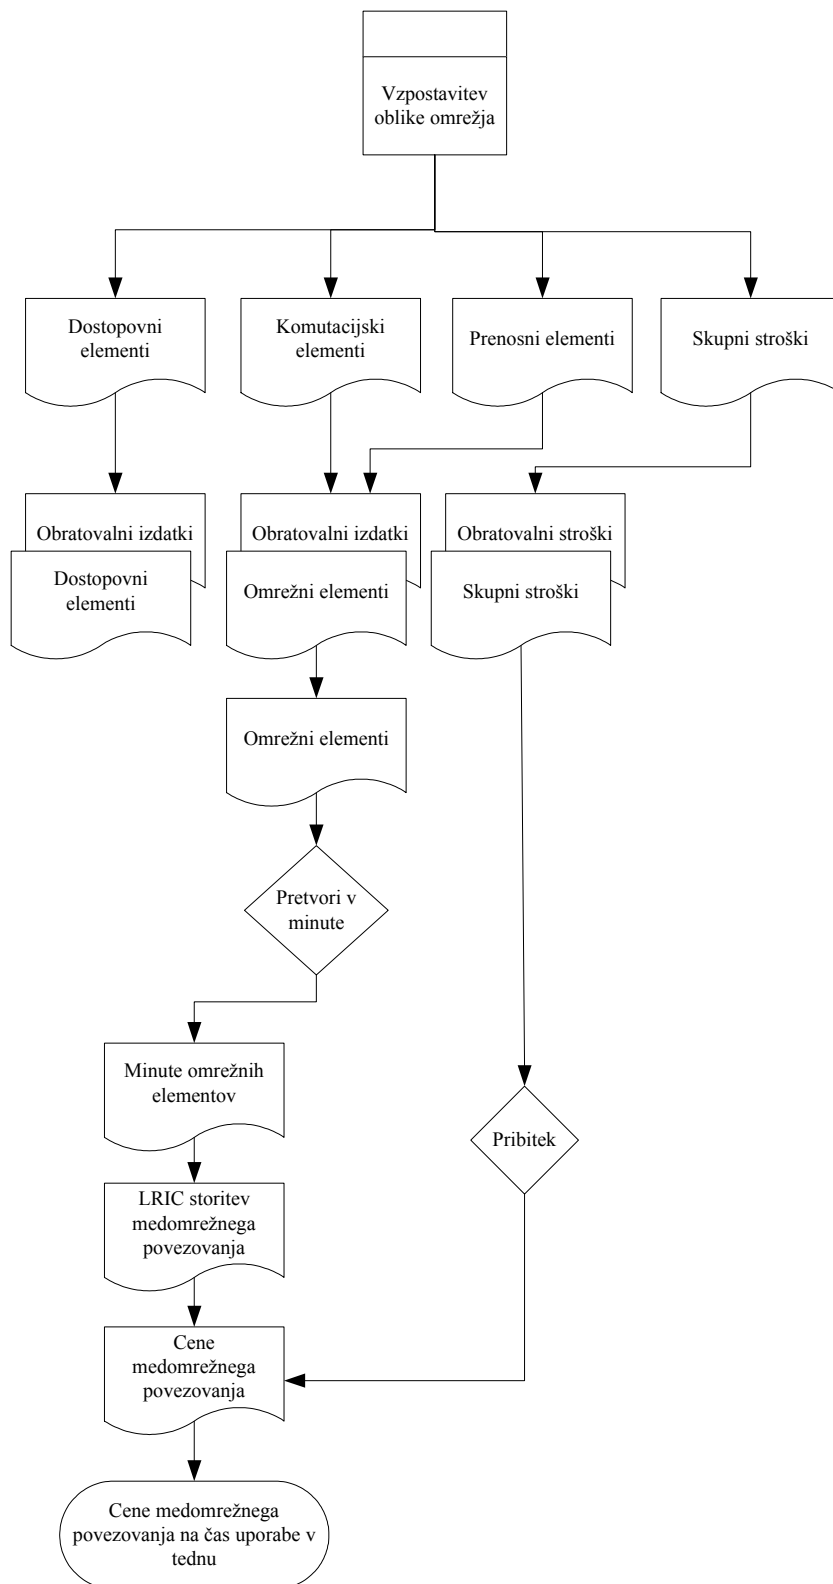 Vzpostavitev
oblike omrežja
Dostopovni
elementi
Komutacijski
elementi
Prenosni elementi
Skupni stroški
Obratovalni izdatki
Dostopovni
elementi
Obratovalni izdatki
Omrežni elementi
Obratovalni stroški
Skupni stroški
Omrežni elementi
Pretvori v
minute
Minute omrežnih
elementov
Pribitek
LRIC storitev
medomrežnega
povezovanja
Cene
medomrežnega
povezovanja
Cene medomrežnega
povezovanja na čas uporabe v
tednu